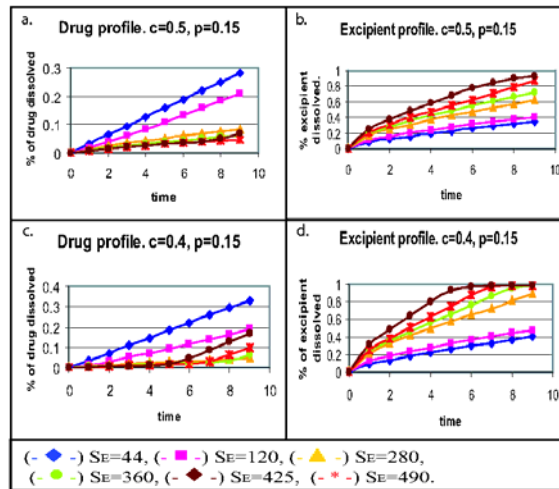 a.
Drug profile. c=0.5, p=0.15
% of drug dissolved
0.3
0.2
0.1
0
0 2 4 6 8 10
time
b.
Excipient profile. c=0.5, p=0.15
% excipient dissolved.
1
0.8
0.6
0.4
0.2
0
0 2 4 6 8 10
time
c.
Drug profile. c=0.4, p=0.15
% of drug dissolved
0.4
0.3
0.2
0.1
0
0 2 4 6 8 10
time
d.
Excipient profile. c=0.4, p=0.15
% of excipient dissolved
1
0.8
0.6
0.4
0.2
0
0 2 4 6 8 10
time
(-◆-) SE=44, (-■-) SE=120, (-▲-) SE=280,
(-●-) SE=360, (-◆-) SE=425, (-*-) SE=490.